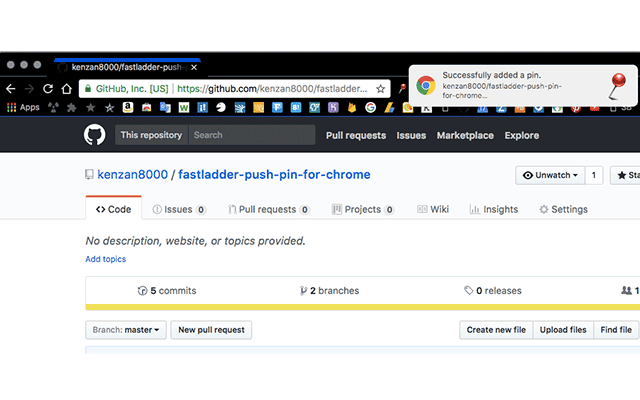 kenzan8000/fastladder-push-p
Successfully added a pin.
kenzan8000/fastladder-push-pin-
for-chrome...
GitHub, Inc. [US] | https://github.com/kenzan8000/fastladder...
Apps
This repository Search Pull requests Issues Marketplace Explore
kenzan8000 / fastladder-push-pin-for-chrome
Unwatch 1 Sta
Code Issues 0 Pull requests 0 Projects 0 Wiki Insights Settings
No description, website, or topics provided.
Add topics
5 commits 2 branches 0 releases 1
Branch: master New pull request Create new file Upload files Find file